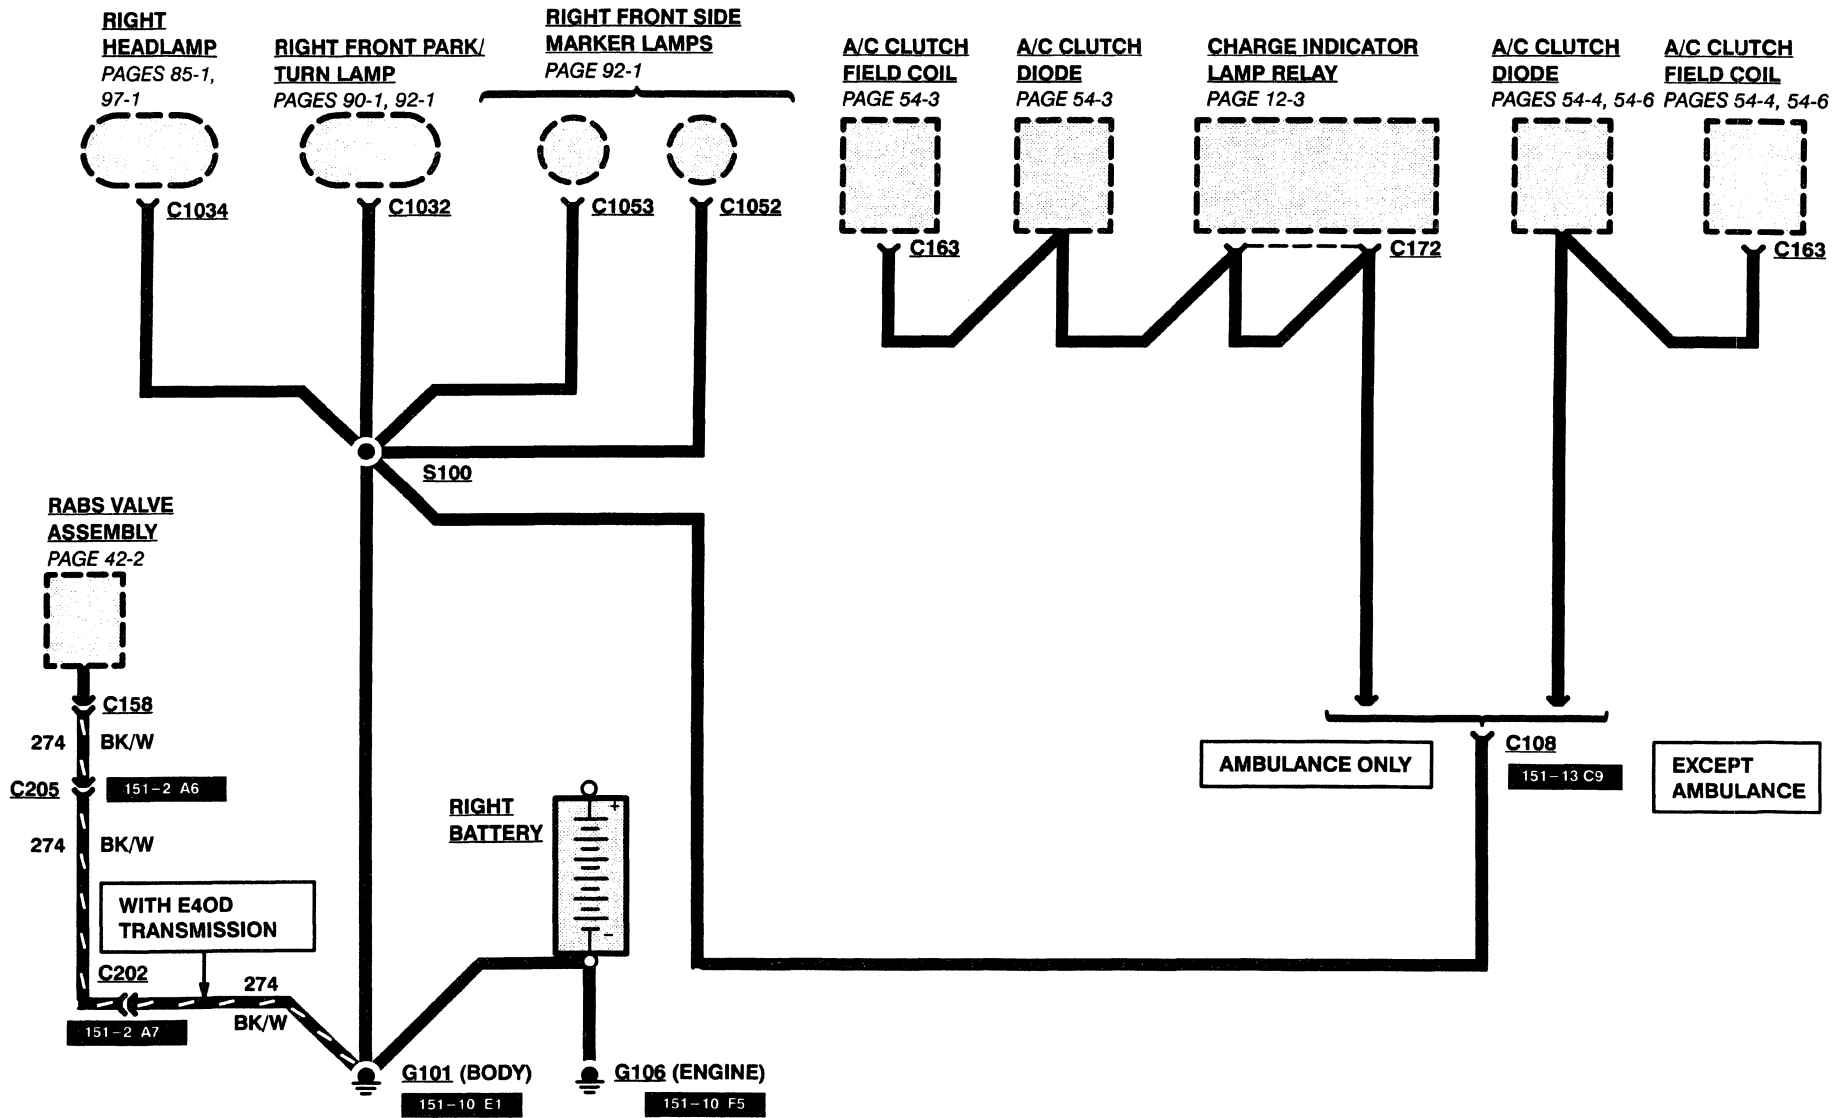 RIGHT
HEADLAMP
PAGES 85-1,
97-1
RIGHT FRONT PARK/
TURN LAMP
PAGES 90-1, 92-1
RIGHT FRONT SIDE
MARKER LAMPS
PAGE 92-1
A/C CLUTCH
FIELD COIL
PAGE 54-3
A/C CLUTCH
DIODE
PAGE 54-3
CHARGE INDICATOR
LAMP RELAY
PAGE 12-3
A/C CLUTCH
DIODE
PAGES 54-4, 54-6
A/C CLUTCH
FIELD COIL
PAGES 54-4, 54-6
C1034
C1032
C1053
C1052
C163
C172
C163
S100
RABS VALVE
ASSEMBLY
PAGE 42-2
C158
274 BK/W
C205
151-2 A6
274 BK/W
WITH E4OD
TRANSMISSION
C202
151-2 A7
274
BK/W
RIGHT
BATTERY
+
-
G101 (BODY)
151-10 E1
G106 (ENGINE)
151-10 F5
AMBULANCE ONLY
C108
151-13 C9
EXCEPT
AMBULANCE